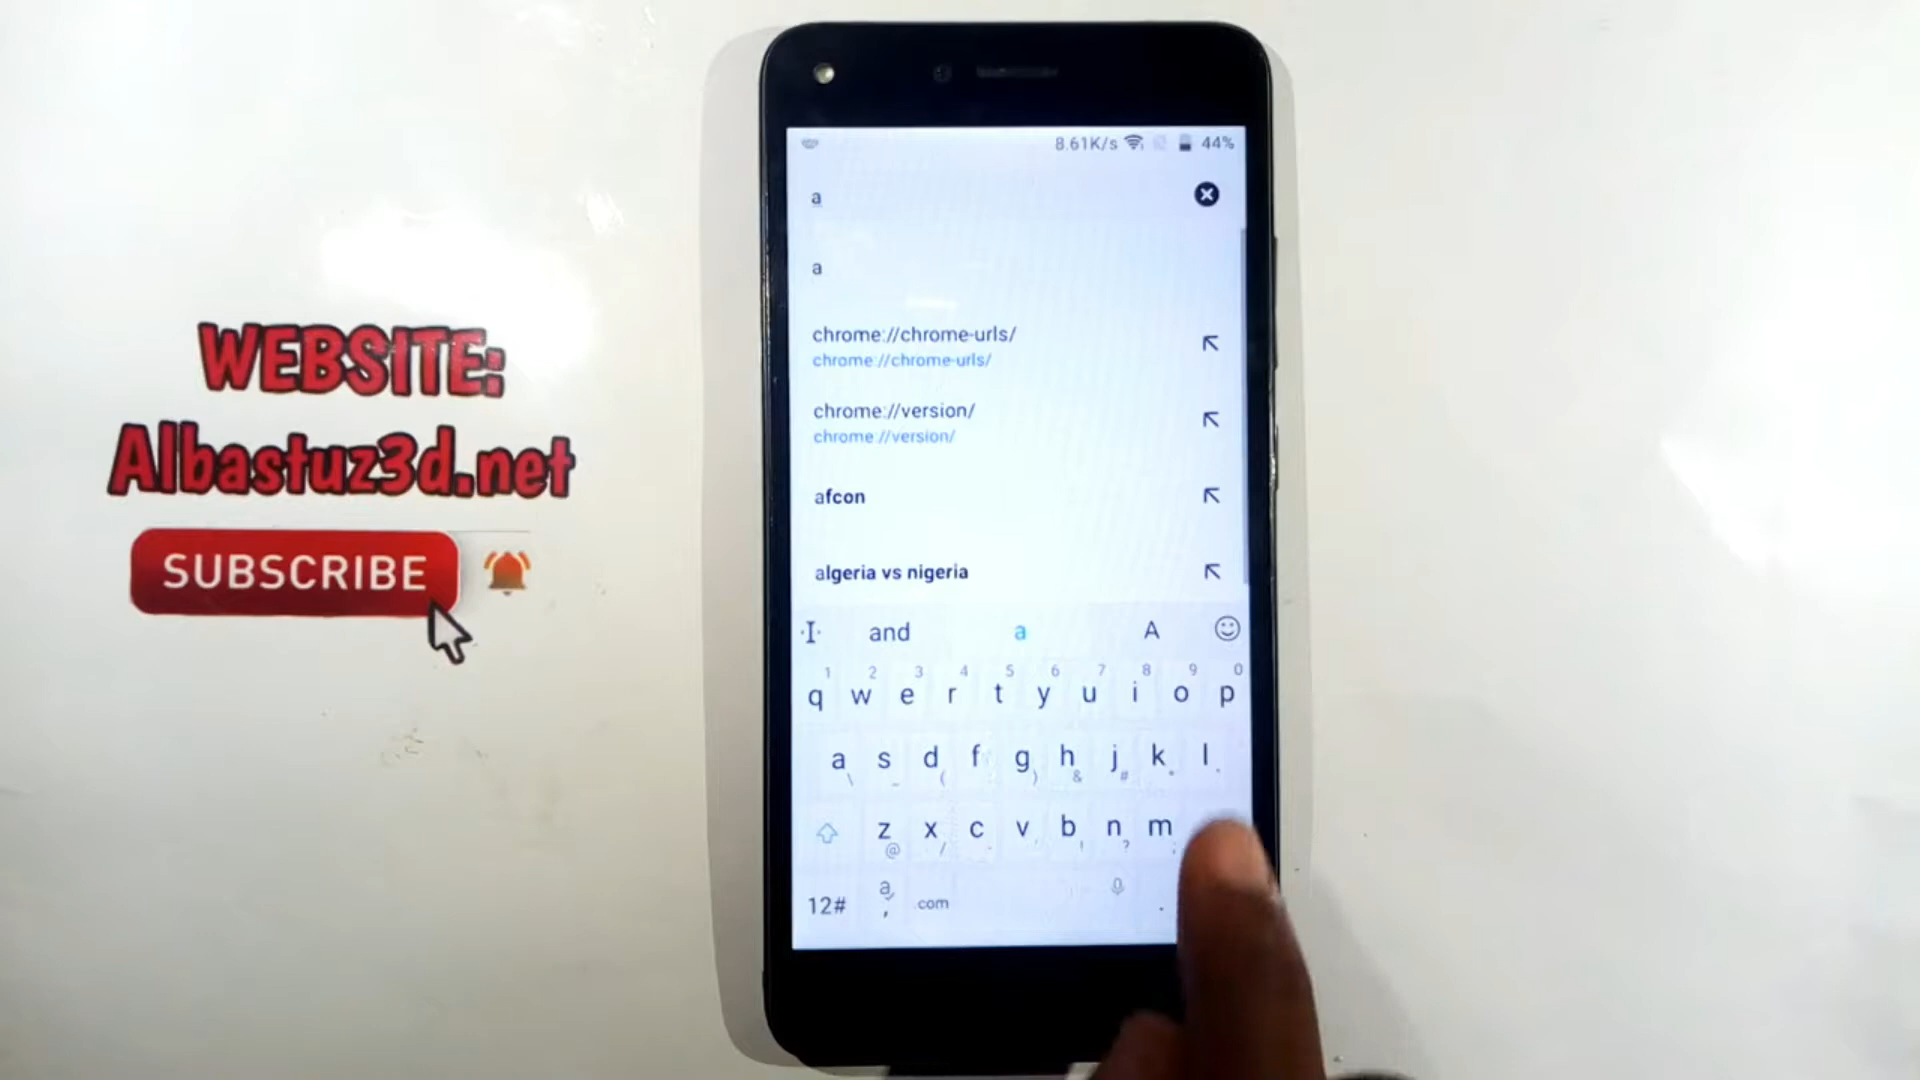 WEBSITE:
Albastuz3d.net
SUBSCRIBE
8.61K/s 44%
a
a
chrome://chrome-urls/
chrome://chrome-urls/
chrome://version/
chrome://version/
afcon
algeria vs nigeria
and a A
1 2 3 4 5 6 7 8 9 0
q w e r t y u i o p
a s d f g h j k l
\ _ ( ) & #
z x c v b n m
@ / ! ? ;
12# a , .com .